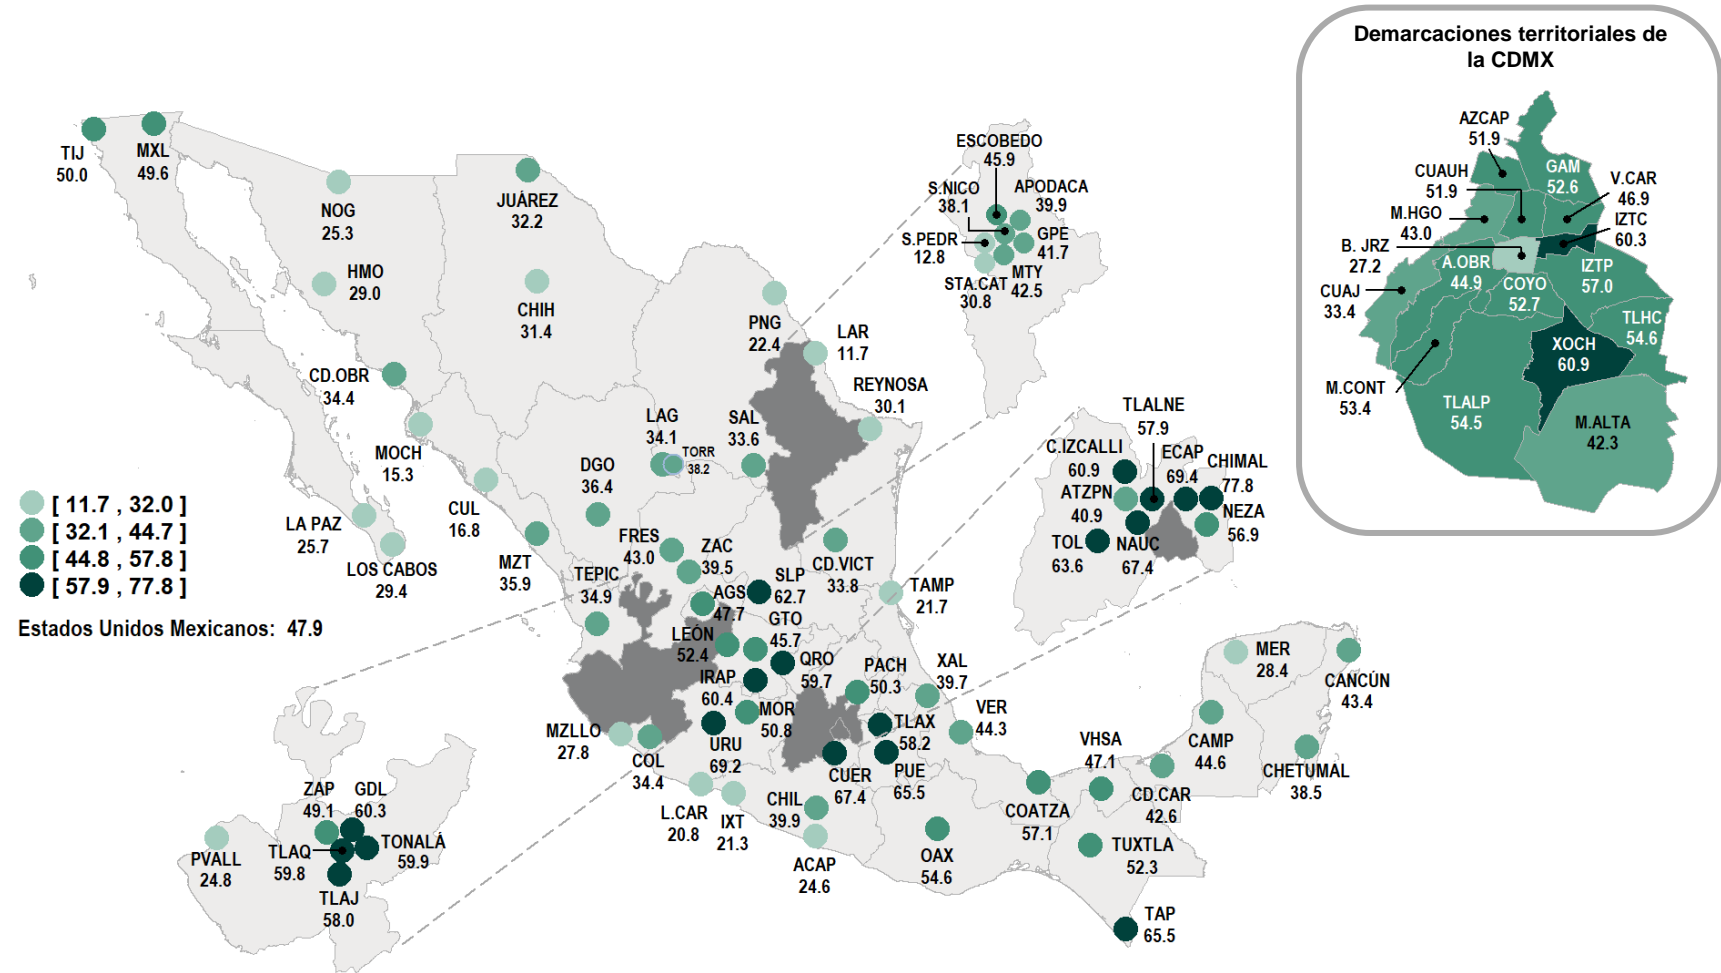 Demarcaciones territoriales de
la CDMX
AZCAP
51.9
CUAUH
51.9
GAM
52.6
V.CAR
46.9
M.HGO
43.0
IZTC
60.3
B. JRZ
27.2
A.OBR
44.9
IZTP
57.0
CUAJ
33.4
COYO
52.7
TLHC
54.6
XOCH
60.9
M.CONT
53.4
TLALP
54.5
M.ALTA
42.3
TIJ
50.0
MXL
49.6
NOG
25.3
HMO
29.0
JUÁREZ
32.2
CHIH
31.4
ESCOBEDO
45.9
S.NICO
38.1
APODACA
39.9
S.PEDR
12.8
GPE
41.7
STA.CAT
30.8
MTY
42.5
PNG
22.4
LAR
11.7
REYNOSA
30.1
CD.OBR
34.4
MOCH
15.3
LAG
34.1
TORR
38.2
SAL
33.6
DGO
36.4
CUL
16.8
LA PAZ
25.7
LOS CABOS
29.4
MZT
35.9
FRES
43.0
ZAC
39.5
TEPIC
34.9
AGS
47.7
SLP
62.7
CD.VICT
33.8
TAMP
21.7
TLALNE
57.9
C.IZCALLI
60.9
ECAP
69.4
CHIMAL
77.8
ATZPN
40.9
NEZA
56.9
TOL
63.6
NAUC
67.4
[ 11.7 , 32.0 ]
[ 32.1 , 44.7 ]
[ 44.8 , 57.8 ]
[ 57.9 , 77.8 ]
Estados Unidos Mexicanos: 47.9
LEÓN
52.4
GTO
45.7
IRAP
60.4
QRO
59.7
PACH
50.3
XAL
39.7
MER
28.4
CANCÚN
43.4
MZLLO
27.8
COL
34.4
URU
69.2
MOR
50.8
TLAX
58.2
VER
44.3
VHSA
47.1
CAMP
44.6
CHETUMAL
38.5
CUER
67.4
PUE
65.5
L.CAR
20.8
IXT
21.3
CHIL
39.9
ACAP
24.6
OAX
54.6
COATZA
57.1
CD.CAR
42.6
TUXTLA
52.3
TAP
65.5
ZAP
49.1
GDL
60.3
PVALL
24.8
TLAQ
59.8
TONALÁ
59.9
TLAJ
58.0